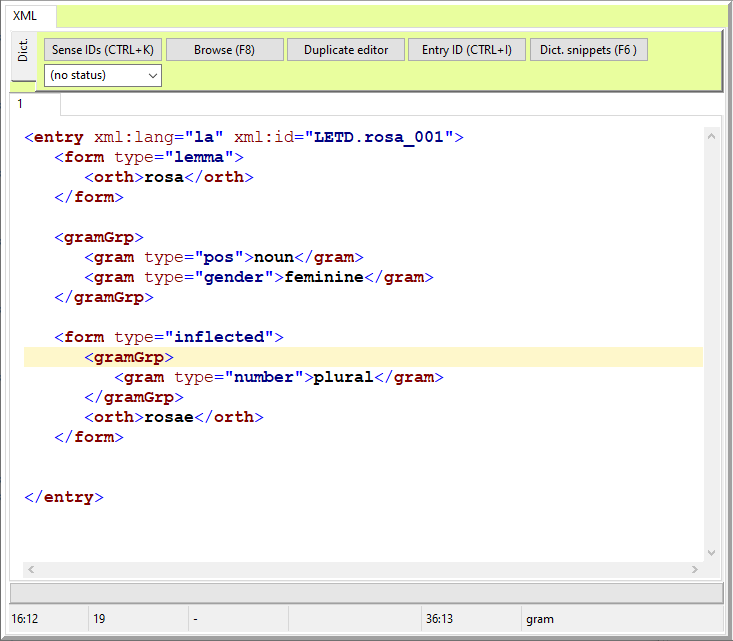 XML
Dict.
Sense IDs (CTRL+K) Browse (F8) Duplicate editor Entry ID (CTRL+I) Dict. snippets (F6 )
(no status)
1
<entry xml:lang="la" xml:id="LETD.rosa_001">
<form type="lemma">
<orth>rosa</orth>
</form>
<gramGrp>
<gram type="pos">noun</gram>
<gram type="gender">feminine</gram>
</gramGrp>
<form type="inflected">
<gramGrp>
<gram type="number">plural</gram>
</gramGrp>
<orth>rosae</orth>
</form>
</entry>
16:12 19 - 36:13 gram